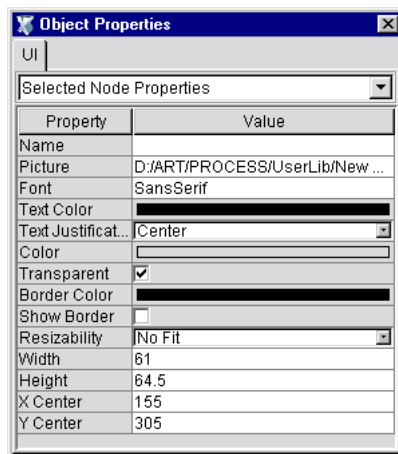 Object Properties
UI
Selected Node Properties
Property Value
Name
Picture D:/ART/PROCESS/UserLib/New ...
Font SansSerif
Text Color
Text Justificat... Center
Color
Transparent
Border Color
Show Border
Resizability No Fit
Width 61
Height 64.5
X Center 155
Y Center 305